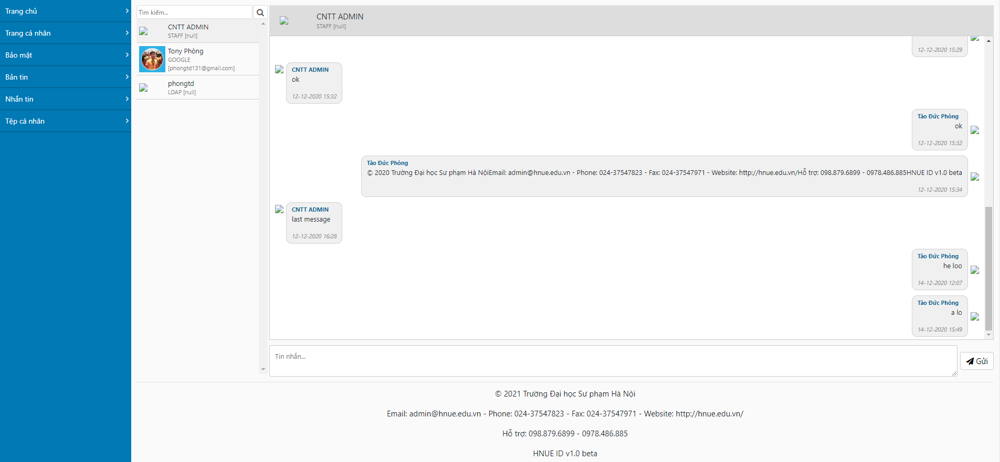 Trang chủ
Trang cá nhân
Bảo mật
Bản tin
Nhắn tin
Tệp cá nhân
Tìm kiếm...
CNTT ADMIN
STAFF [null]
Tony Phòng
GOOGLE
[phongtd131@gmail.com]
phongtd
LDAP [null]
CNTT ADMIN
STAFF [null]
12-12-2020 15:29
CNTT ADMIN
ok
12-12-2020 15:32
Tào Đức Phòng
ok
12-12-2020 15:32
Tào Đức Phòng
© 2020 Trường Đại học Sư phạm Hà NộiEmail: admin@hnue.edu.vn - Phone: 024-37547823 - Fax: 024-37547971 - Website: http://hnue.edu.vn/Hỗ trợ: 098.879.6899 - 0978.486.885HNUE ID v1.0 beta
12-12-2020 15:34
CNTT ADMIN
last message
12-12-2020 16:28
Tào Đức Phòng
he loo
14-12-2020 12:07
Tào Đức Phòng
a lo
14-12-2020 15:49
Tin nhắn...
Gửi
© 2021 Trường Đại học Sư phạm Hà Nội
Email: admin@hnue.edu.vn - Phone: 024-37547823 - Fax: 024-37547971 - Website: http://hnue.edu.vn/
Hỗ trợ: 098.879.6899 - 0978.486.885
HNUE ID v1.0 beta